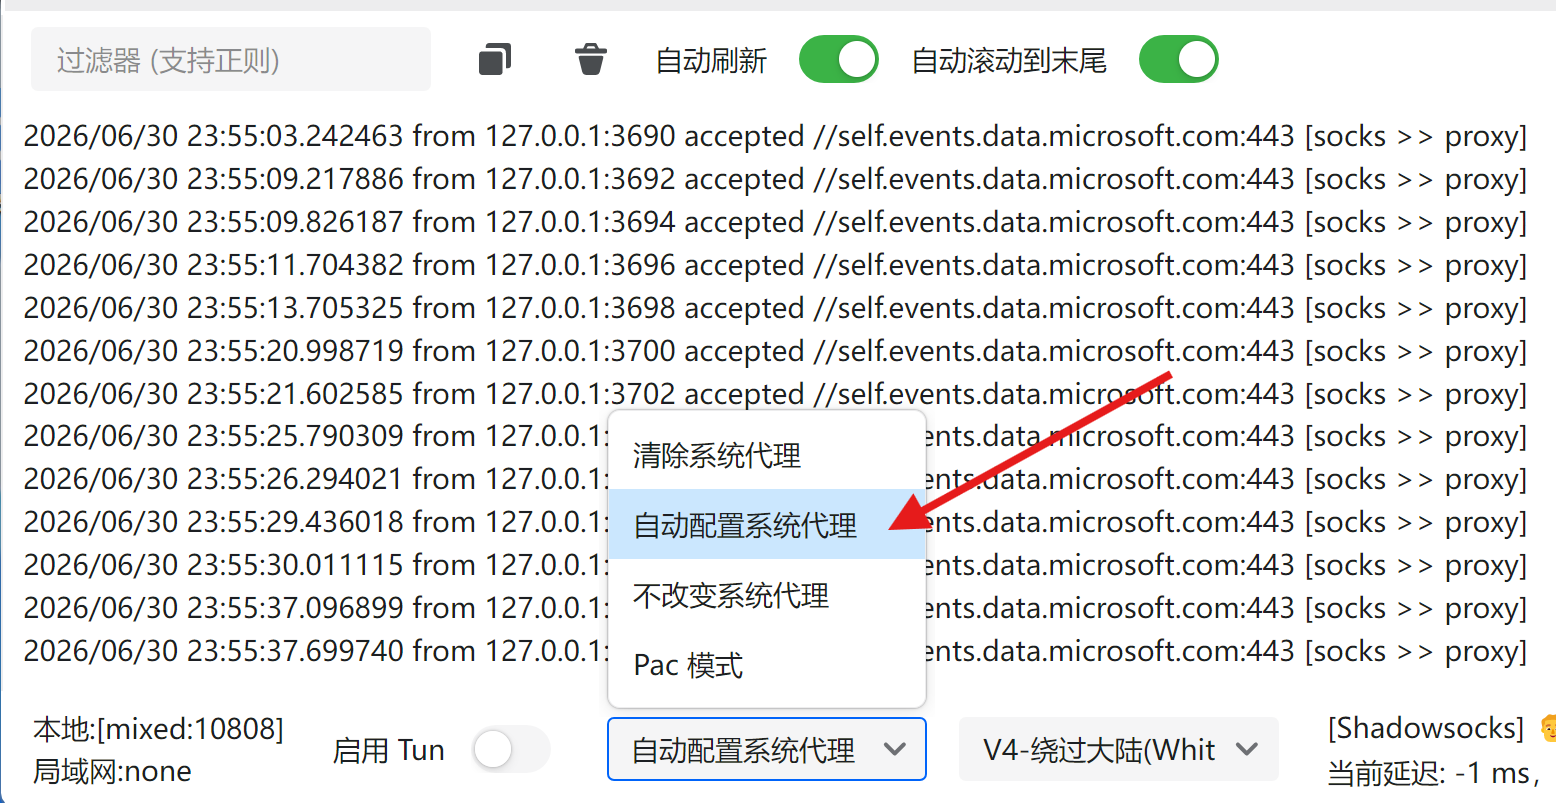 过滤器 (支持正则) 自动刷新 自动滚动到末尾
2026/06/30 23:55:03.242463 from 127.0.0.1:3690 accepted //self.events.data.microsoft.com:443 [socks >> proxy]
2026/06/30 23:55:09.217886 from 127.0.0.1:3692 accepted //self.events.data.microsoft.com:443 [socks >> proxy]
2026/06/30 23:55:09.826187 from 127.0.0.1:3694 accepted //self.events.data.microsoft.com:443 [socks >> proxy]
2026/06/30 23:55:11.704382 from 127.0.0.1:3696 accepted //self.events.data.microsoft.com:443 [socks >> proxy]
2026/06/30 23:55:13.705325 from 127.0.0.1:3698 accepted //self.events.data.microsoft.com:443 [socks >> proxy]
2026/06/30 23:55:20.998719 from 127.0.0.1:3700 accepted //self.events.data.microsoft.com:443 [socks >> proxy]
2026/06/30 23:55:21.602585 from 127.0.0.1:3702 accepted //self.events.data.microsoft.com:443 [socks >> proxy]
2026/06/30 23:55:25.790309 from 127.0.0.1: ents.data.microsoft.com:443 [socks >> proxy]
2026/06/30 23:55:26.294021 from 127.0.0.1: ents.data.microsoft.com:443 [socks >> proxy]
2026/06/30 23:55:29.436018 from 127.0.0.1: ents.data.microsoft.com:443 [socks >> proxy]
2026/06/30 23:55:30.011115 from 127.0.0.1: ents.data.microsoft.com:443 [socks >> proxy]
2026/06/30 23:55:37.096899 from 127.0.0.1: ents.data.microsoft.com:443 [socks >> proxy]
2026/06/30 23:55:37.699740 from 127.0.0.1: ents.data.microsoft.com:443 [socks >> proxy]
清除系统代理
自动配置系统代理
不改变系统代理
Pac 模式
本地:[mixed:10808]
局域网:none
启用 Tun
自动配置系统代理
V4-绕过大陆(Whit
[Shadowsocks]
当前延迟: -1 ms,